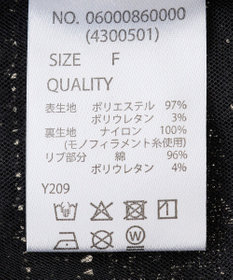 NO. 06000860000
(4300501)
SIZE F
QUALITY
表生地 ポリエステル 97%
ポリウレタン 3%
裏生地 ナイロン 100%
(モノフィラメント糸使用)
リブ部分 綿 96%
ポリウレタン 4%
Y209